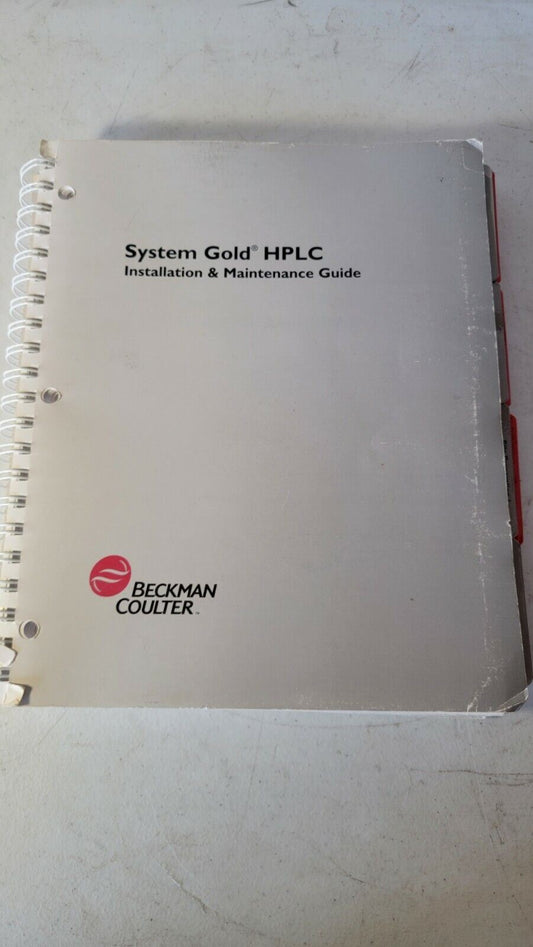 System Gold® HPLC
Installation & Maintenance Guide
BECKMAN
COULTER™